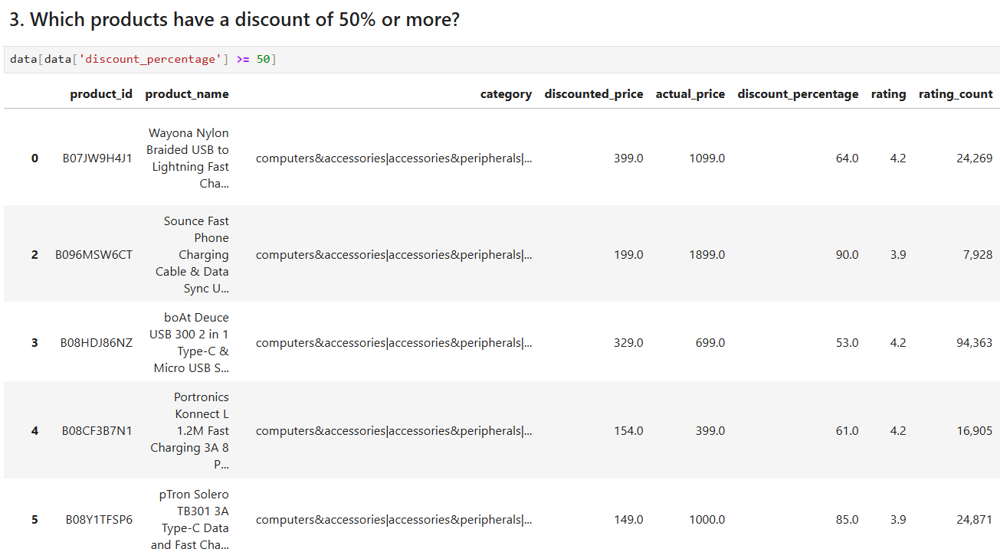 3. Which products have a discount of 50% or more?
data[data['discount_percentage'] >= 50]
product_id product_name category discounted_price actual_price discount_percentage rating rating_count
0 B07JW9H4J1 Wayona Nylon Braided USB to Lightning Fast Cha... computers&accessories|accessories&peripherals|... 399.0 1099.0 64.0 4.2 24,269
2 B096MSW6CT Sounce Fast Phone Charging Cable & Data Sync U... computers&accessories|accessories&peripherals|... 199.0 1899.0 90.0 3.9 7,928
3 B08HDJ86NZ boAt Deuce USB 300 2 in 1 Type-C & Micro USB S... computers&accessories|accessories&peripherals|... 329.0 699.0 53.0 4.2 94,363
4 B08CF3B7N1 Portronics Konnect L 1.2M Fast Charging 3A 8 P... computers&accessories|accessories&peripherals|... 154.0 399.0 61.0 4.2 16,905
5 B08Y1TFSP6 pTron Solero TB301 3A Type-C Data and Fast Cha... computers&accessories|accessories&peripherals|... 149.0 1000.0 85.0 3.9 24,871